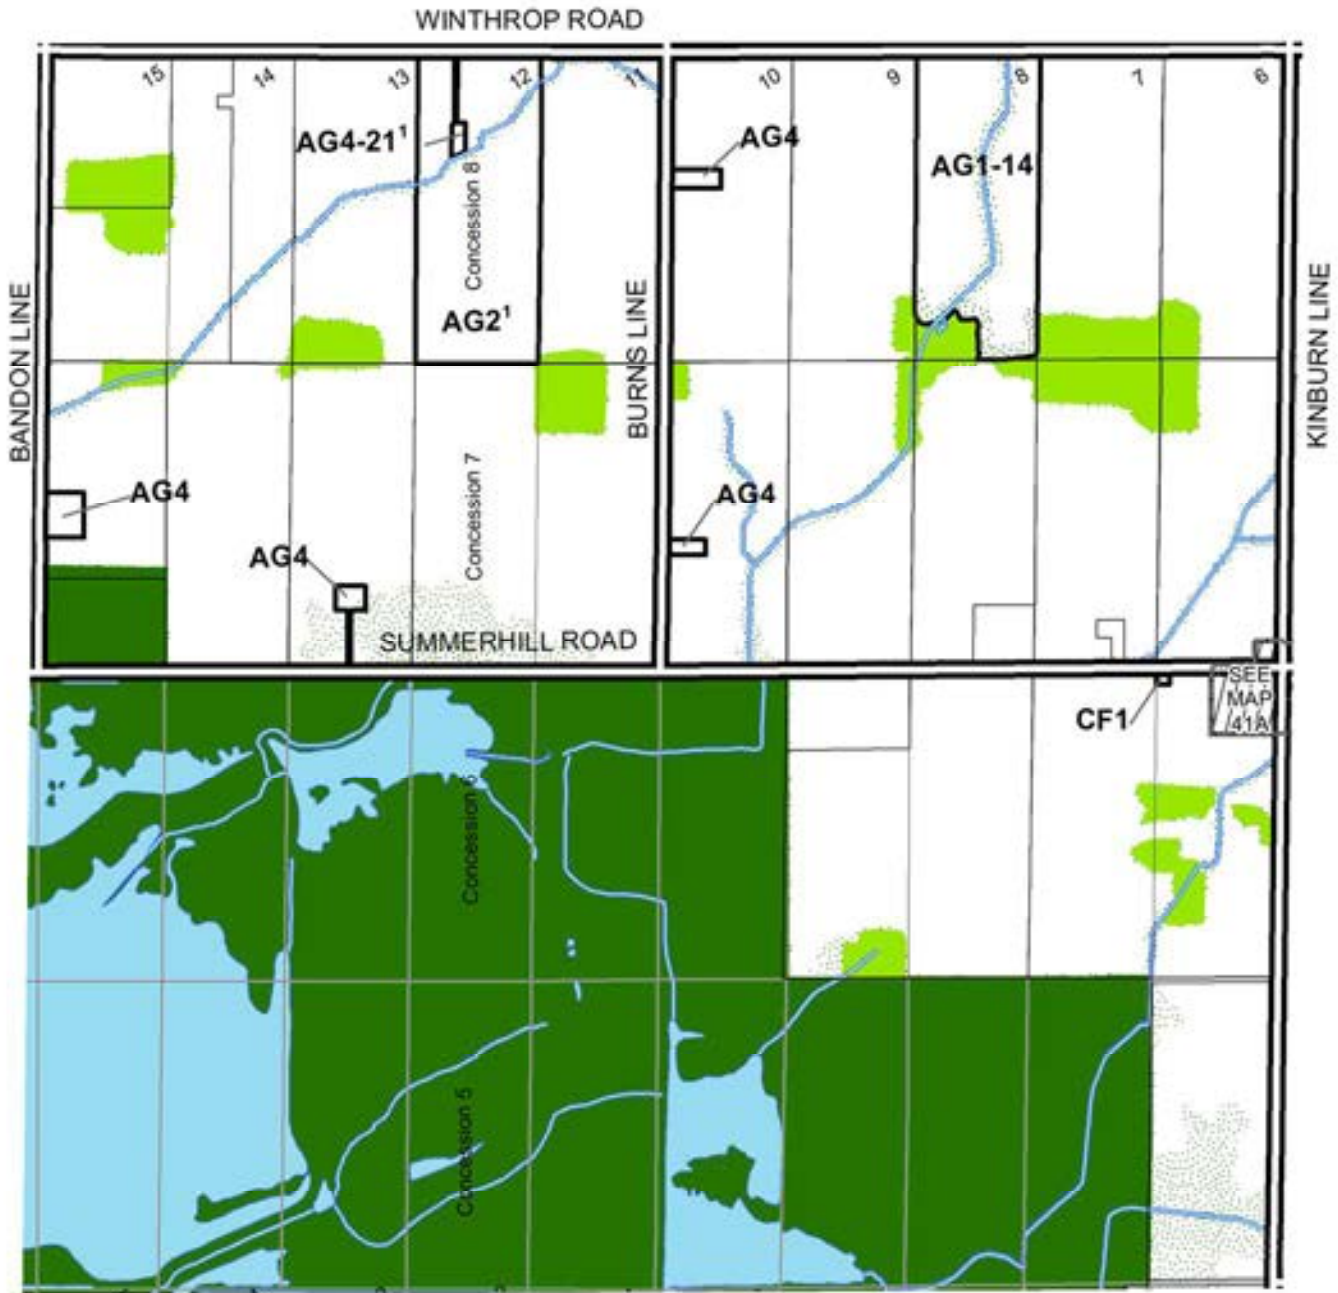 WINTHROP ROAD
15
14
13
12
11
10
9
8
7
6
AG4-21¹
AG4
AG1-14
Concession 8
AG2¹
BANDON LINE
BURNS LINE
KINBURN LINE
AG4
AG4
Concession 7
AG4
SUMMERHILL ROAD
SEE
MAP
41A
CF1
Concession 6
Concession 5